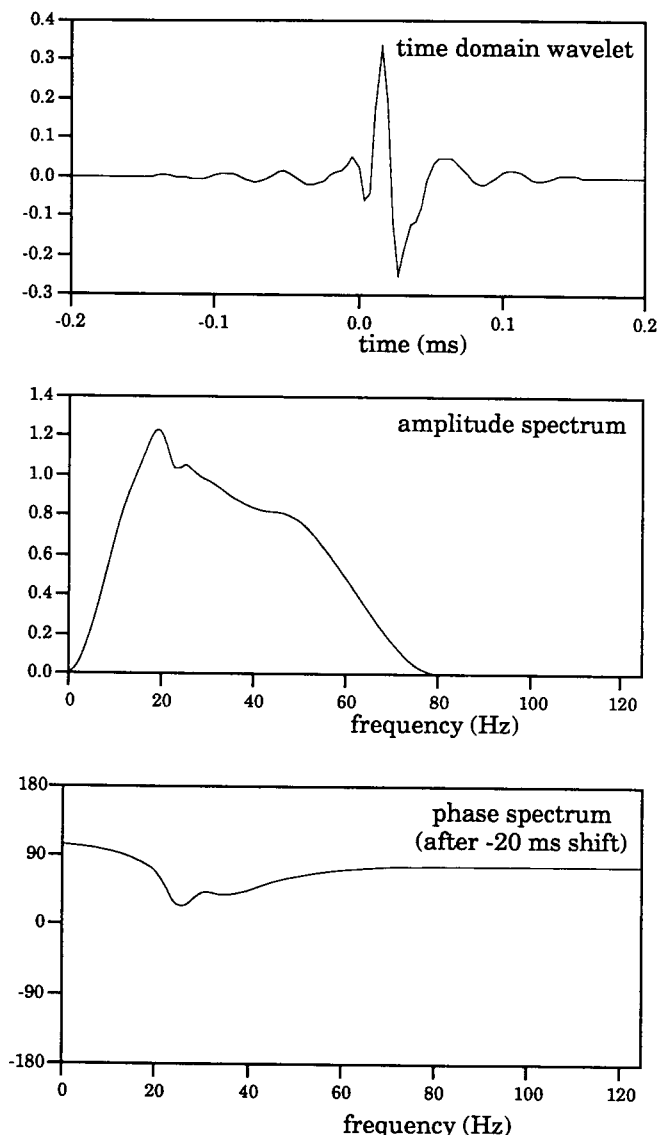 0.4
time domain wavelet
0.3
0.2
0.1
0.0
-0.1
-0.2
-0.3
-0.2 -0.1 0.0 0.1 0.2
time (ms)
1.4
amplitude spectrum
1.2
1.0
0.8
0.6
0.4
0.2
0.0
0 20 40 60 80 100 120
frequency (Hz)
180
phase spectrum
(after -20 ms shift)
90
0
-90
-180
0 20 40 60 80 100 120
frequency (Hz)